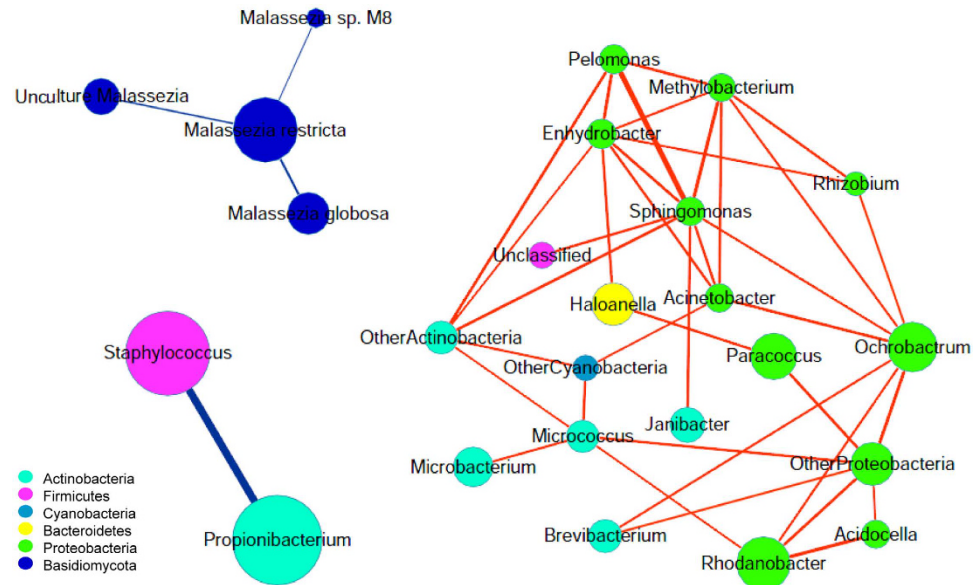 Malassezia sp. M8
Unculture Malassezia
Malassezia restricta
Malassezia globosa
Staphylococcus
Propionibacterium
Actinobacteria
Firmicutes
Cyanobacteria
Bacteroidetes
Proteobacteria
Basidiomycota
Pelomonas
Methylobacterium
Enhydrobacter
Rhizobium
Sphingomonas
Unclassified
Haloanella
Acinetobacter
OtherActinobacteria
Ochrobactrum
Paracoccus
OtherCyanobacteria
Janibacter
Micrococcus
Microbacterium
OtherProteobacteria
Brevibacterium
Acidocella
Rhodanobacter